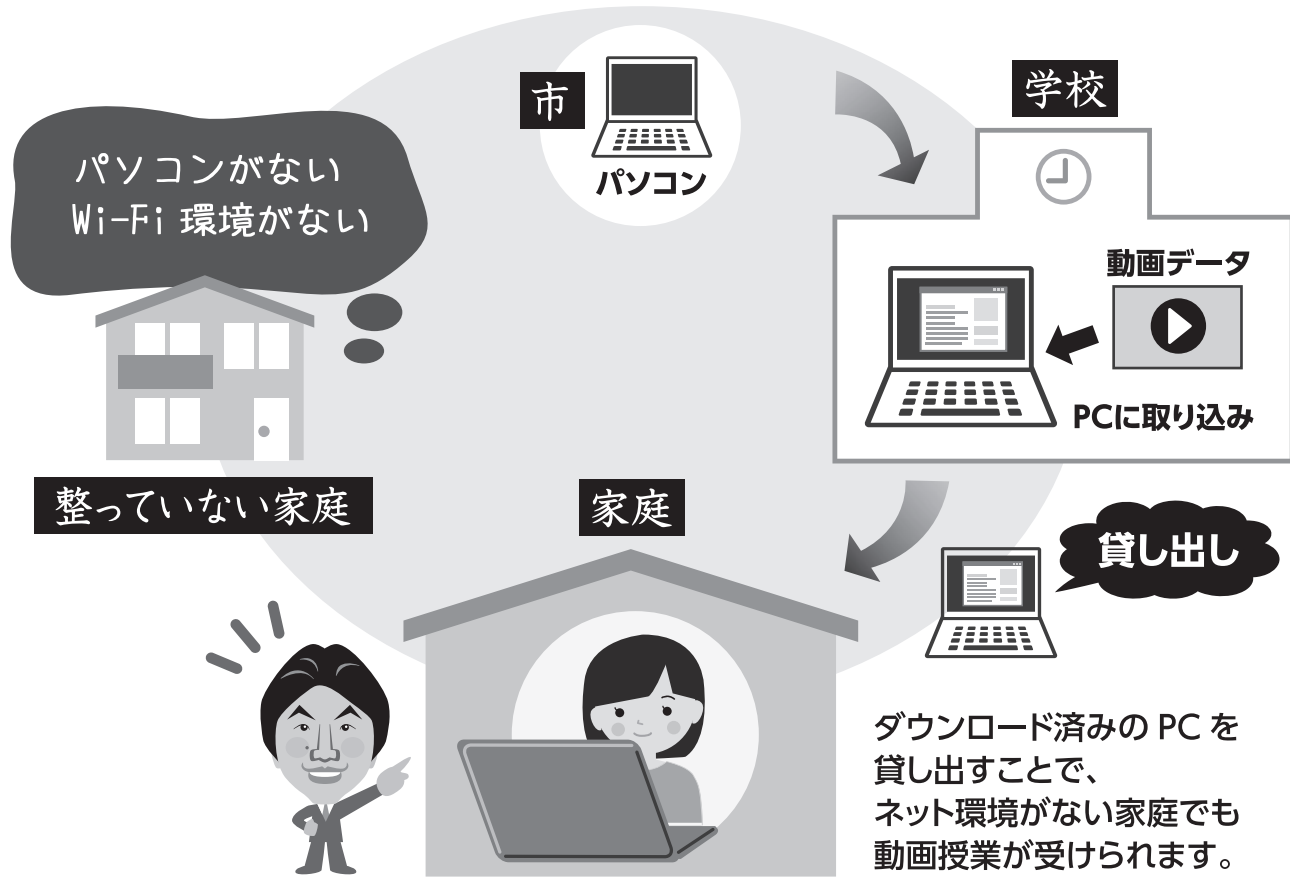 市
パソコン
学校
パソコンがない
Wi-Fi 環境がない
動画データ
PCに取り込み
整っていない家庭
家庭
貸し出し
ダウンロード済みの PC を
貸し出すことで、
ネット環境がない家庭でも
動画授業が受けられます。